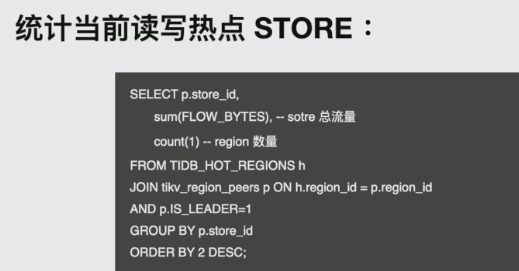 统计当前读写热点 STORE：
SELECT p.store_id,
sum(FLOW_BYTES), -- sotre 总流量
count(1) -- region 数量
FROM TIDB_HOT_REGIONS h
JOIN tikv_region_peers p ON h.region_id = p.region_id
AND p.IS_LEADER=1
GROUP BY p.store_id
ORDER BY 2 DESC;